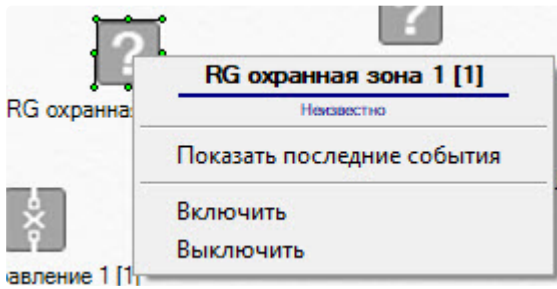 RG охранная зона 1 [1]
Неизвестно
RG охранна
Показать последние события
Включить
Выключить
авление 1 [1]